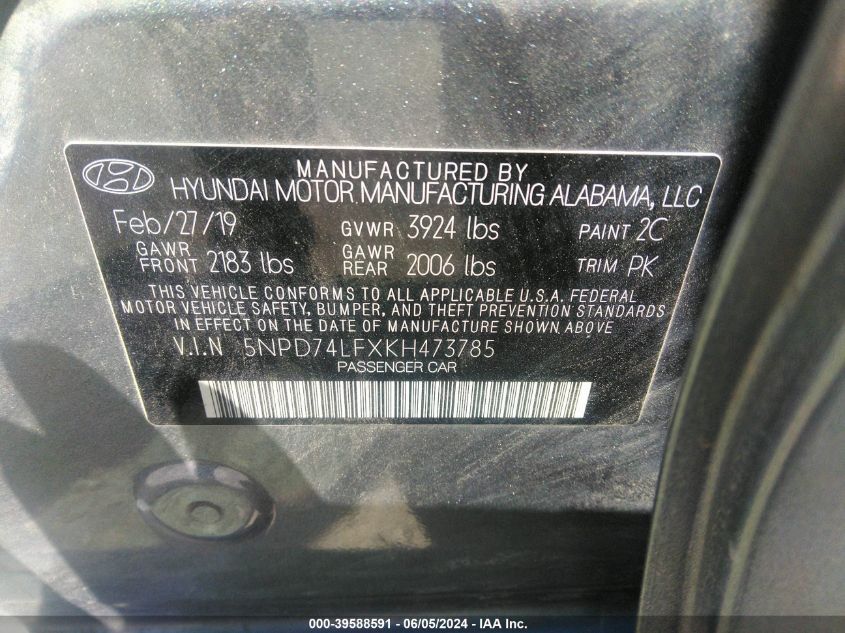 MANUFACTURED BY
HYUNDAI MOTOR MANUFACTURING ALABAMA, LLC
Feb/27/19 GVWR 3924 lbs PAINT 2C
GAWR FRONT 2183 lbs GAWR REAR 2006 lbs TRIM PK
THIS VEHICLE CONFORMS TO ALL APPLICABLE U.S.A. FEDERAL
MOTOR VEHICLE SAFETY, BUMPER, AND THEFT PREVENTION STANDARDS
IN EFFECT ON THE DATE OF MANUFACTURE SHOWN ABOVE
V.I.N 5NPD74LFXKH473785
PASSENGER CAR
000-39588591 - 06/05/2024 - IAA Inc.